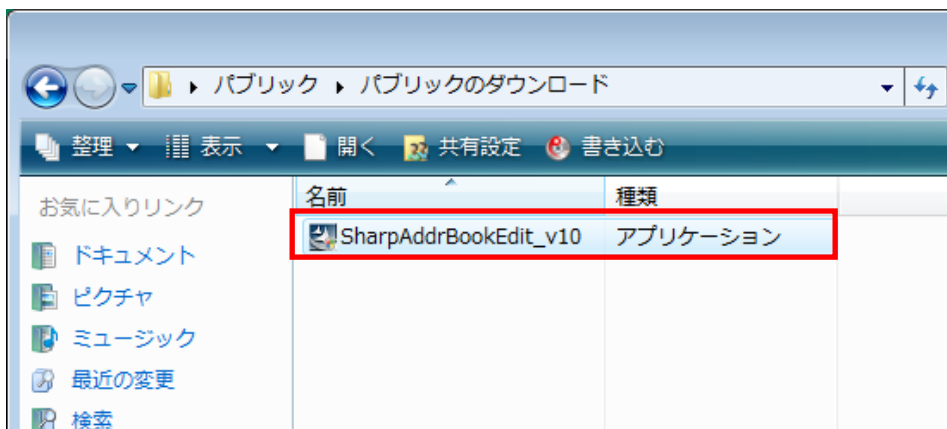 パブリック ▸ パブリックのダウンロード
整理 表示 開く 共有設定 書き込む
お気に入りリンク
名前 種類
SharpAddrBookEdit_v10 アプリケーション
ドキュメント
ピクチャ
ミュージック
最近の変更
検索